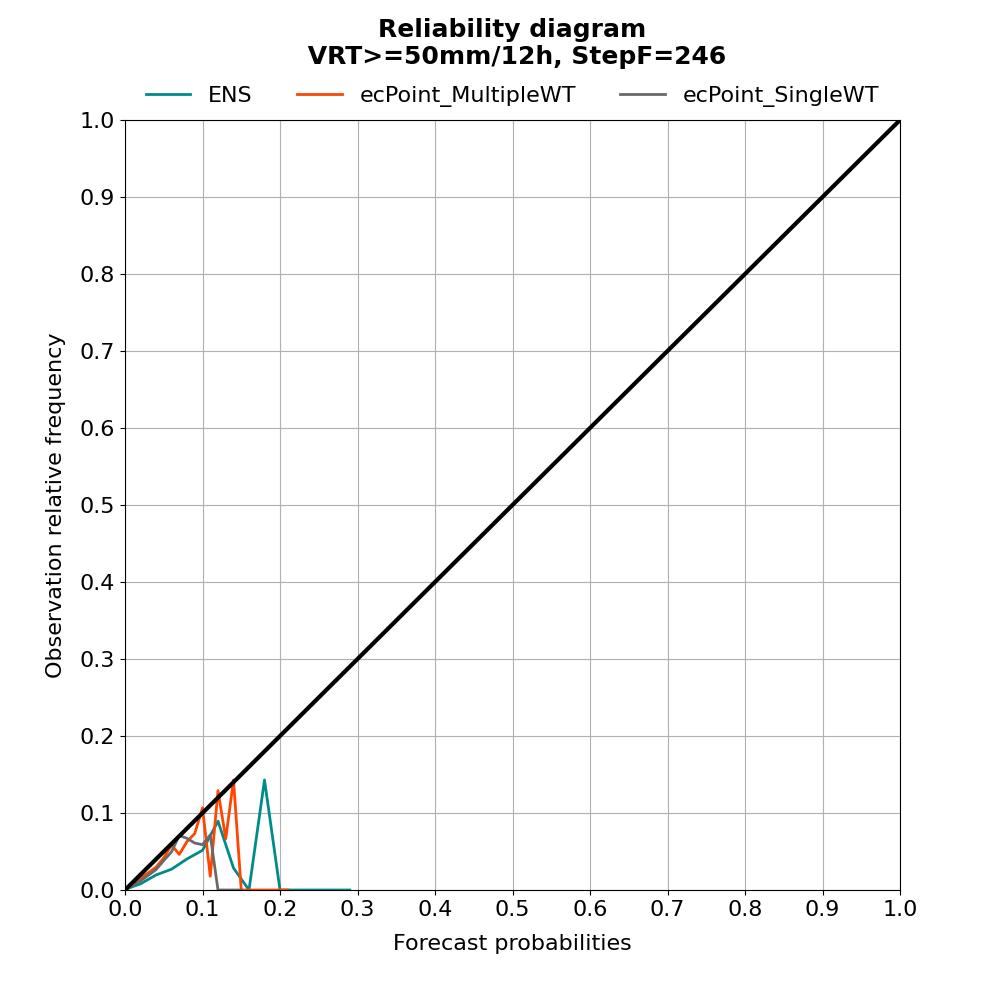 Reliability diagram
VRT>=50mm/12h, StepF=246
ENS ecPoint_MultipleWT ecPoint_SingleWT
1.0
0.9
0.8
0.7
0.6
0.5
0.4
0.3
0.2
0.1
0.0
Observation relative frequency
0.0 0.1 0.2 0.3 0.4 0.5 0.6 0.7 0.8 0.9 1.0
Forecast probabilities